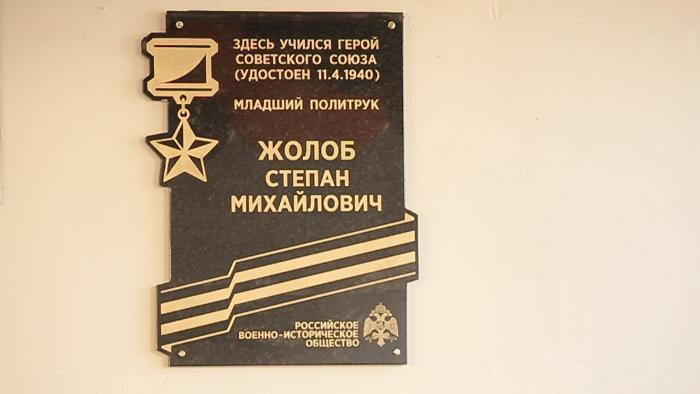 ЗДЕСЬ УЧИЛСЯ ГЕРОЙ
СОВЕТСКОГО СОЮЗА
(УДОСТОЕН 11.4.1940)
МЛАДШИЙ ПОЛИТРУК
ЖОЛОБ
СТЕПАН
МИХАЙЛОВИЧ
РОССИЙСКОЕ
ВОЕННО-ИСТОРИЧЕСКОЕ
ОБЩЕСТВО